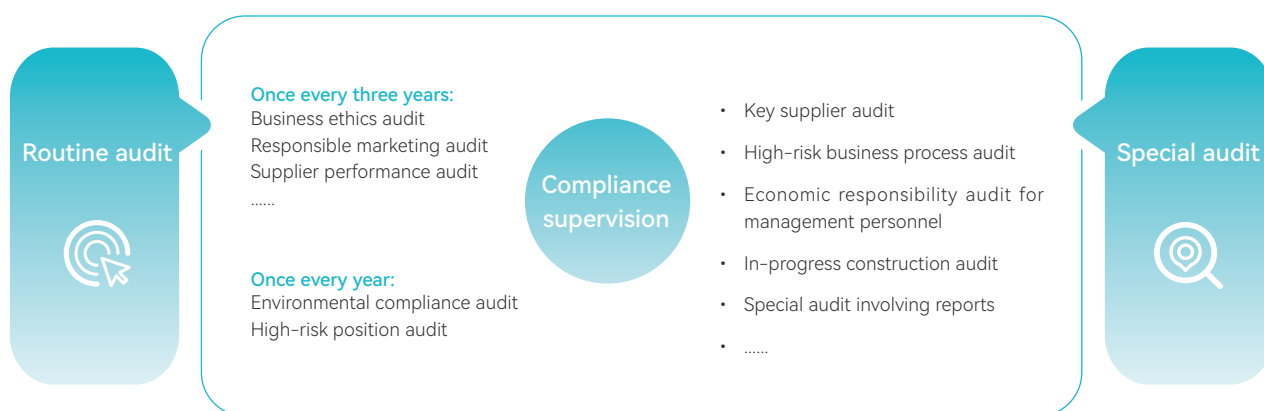 Routine audit
Once every three years:
Business ethics audit
Responsible marketing audit
Supplier performance audit
......
Once every year:
Environmental compliance audit
High-risk position audit
Compliance
supervision
• Key supplier audit
• High-risk business process audit
• Economic responsibility audit for
management personnel
• In-progress construction audit
• Special audit involving reports
• ......
Special audit